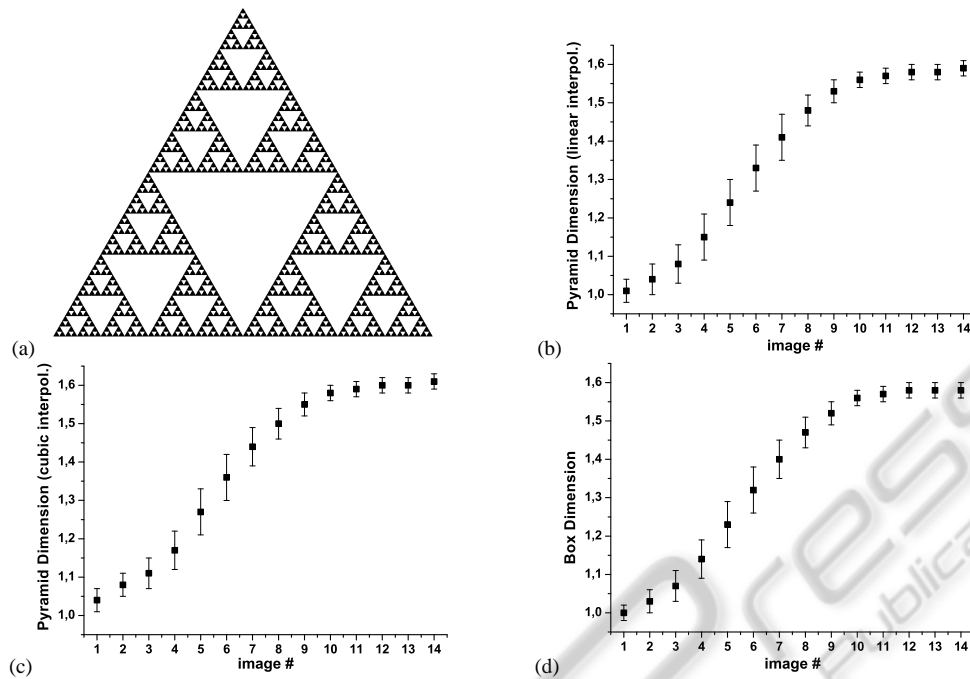 (a)
Pyramid Dimension (linear interpol.)
1,6
1,5
1,4
1,3
1,2
1,1
1,0
1 2 3 4 5 6 7 8 9 10 11 12 13 14
image #
(b)
Pyramid Dimension (cubic interpol.)
1,6
1,5
1,4
1,3
1,2
1,1
1,0
1 2 3 4 5 6 7 8 9 10 11 12 13 14
image #
(c)
Box Dimension
1,6
1,5
1,4
1,3
1,2
1,1
1,0
1 2 3 4 5 6 7 8 9 10 11 12 13 14
image #
(d)